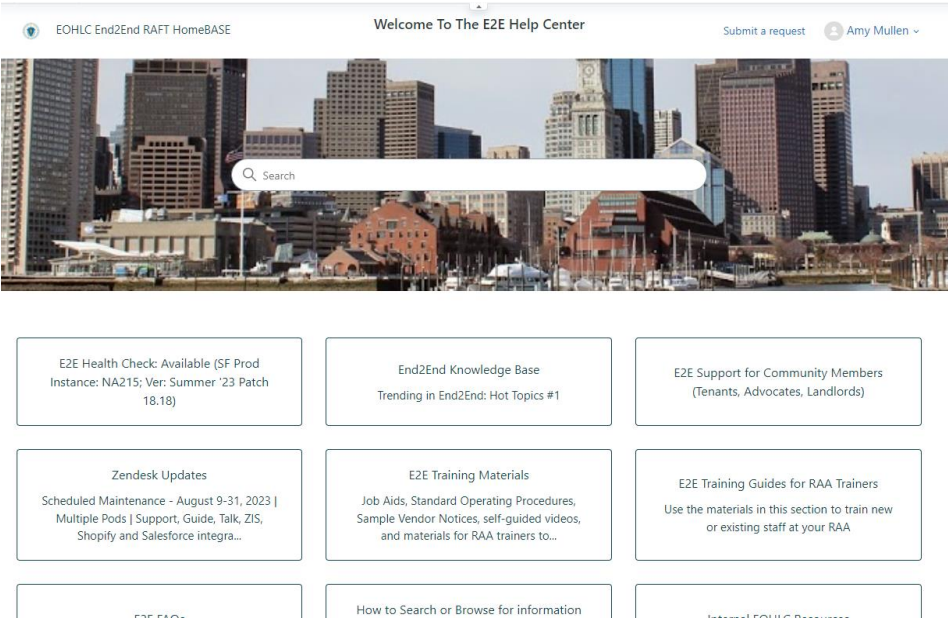 EOHLC End2End RAFT HomeBASE
Welcome To The E2E Help Center
Submit a request
Amy Mullen
Search
E2E Health Check: Available (SF Prod
Instance: NA215; Ver: Summer '23 Patch
18.18)
End2End Knowledge Base
Trending in End2End: Hot Topics #1
E2E Support for Community Members
(Tenants, Advocates, Landlords)
Zendesk Updates
Scheduled Maintenance - August 9-31, 2023 |
Multiple Pods | Support, Guide, Talk, ZIS,
Shopify and Salesforce integra...
E2E Training Materials
Job Aids, Standard Operating Procedures,
Sample Vendor Notices, self-guided videos,
and materials for RAA trainers to...
E2E Training Guides for RAA Trainers
Use the materials in this section to train new
or existing staff at your RAA
E2E FAQs
How to Search or Browse for information
Internal EOHLC Resources